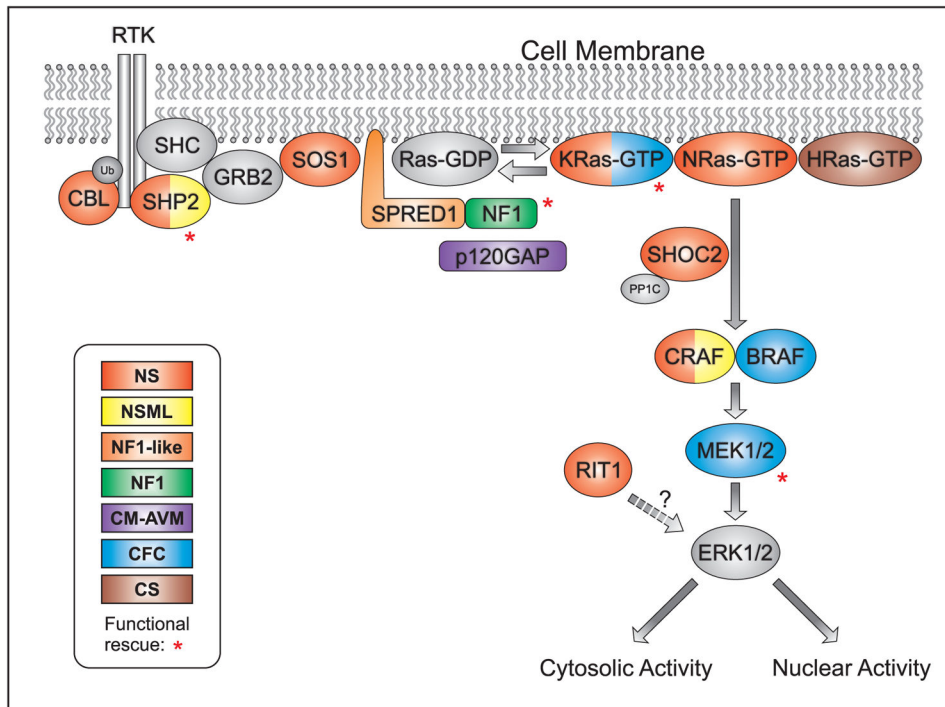 RTK
Cell Membrane
SHC
SOS1
Ras-GDP
KRas-GTP
NRas-GTP
HRas-GTP
Ub
GRB2
CBL
SHP2
*
SPRED1
NF1
*
*
p120GAP
SHOC2
PP1C
CRAF
BRAF
NS
NSML
NF1-like
NF1
CM-AVM
CFC
CS
Functional
rescue: *
MEK1/2
*
RIT1
?
ERK1/2
Cytosolic Activity
Nuclear Activity